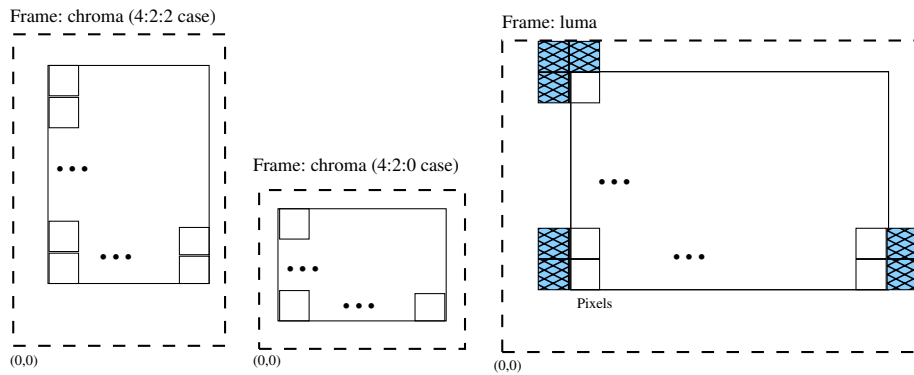 Frame: chroma (4:2:2 case)
Frame: luma
Frame: chroma (4:2:0 case)
Pixels
(0,0)
(0,0)
(0,0)